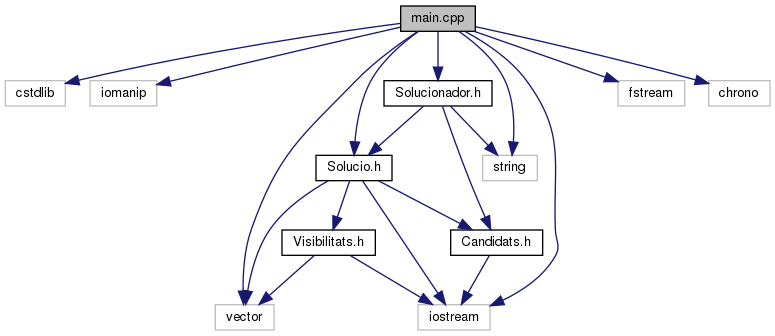 main.cpp
cstdlib
iomanip
Solucionador.h
fstream
chrono
Solucio.h
string
Visibilitats.h
Candidats.h
vector
iostream